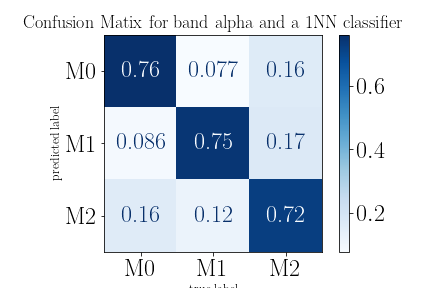 Confusion Matix for band alpha and a 1NN classifier
M0 0.76 0.077 0.16
M1 0.086 0.75 0.17
M2 0.16 0.12 0.72
M0 M1 M2
predicted label
true label
0.6
0.4
0.2